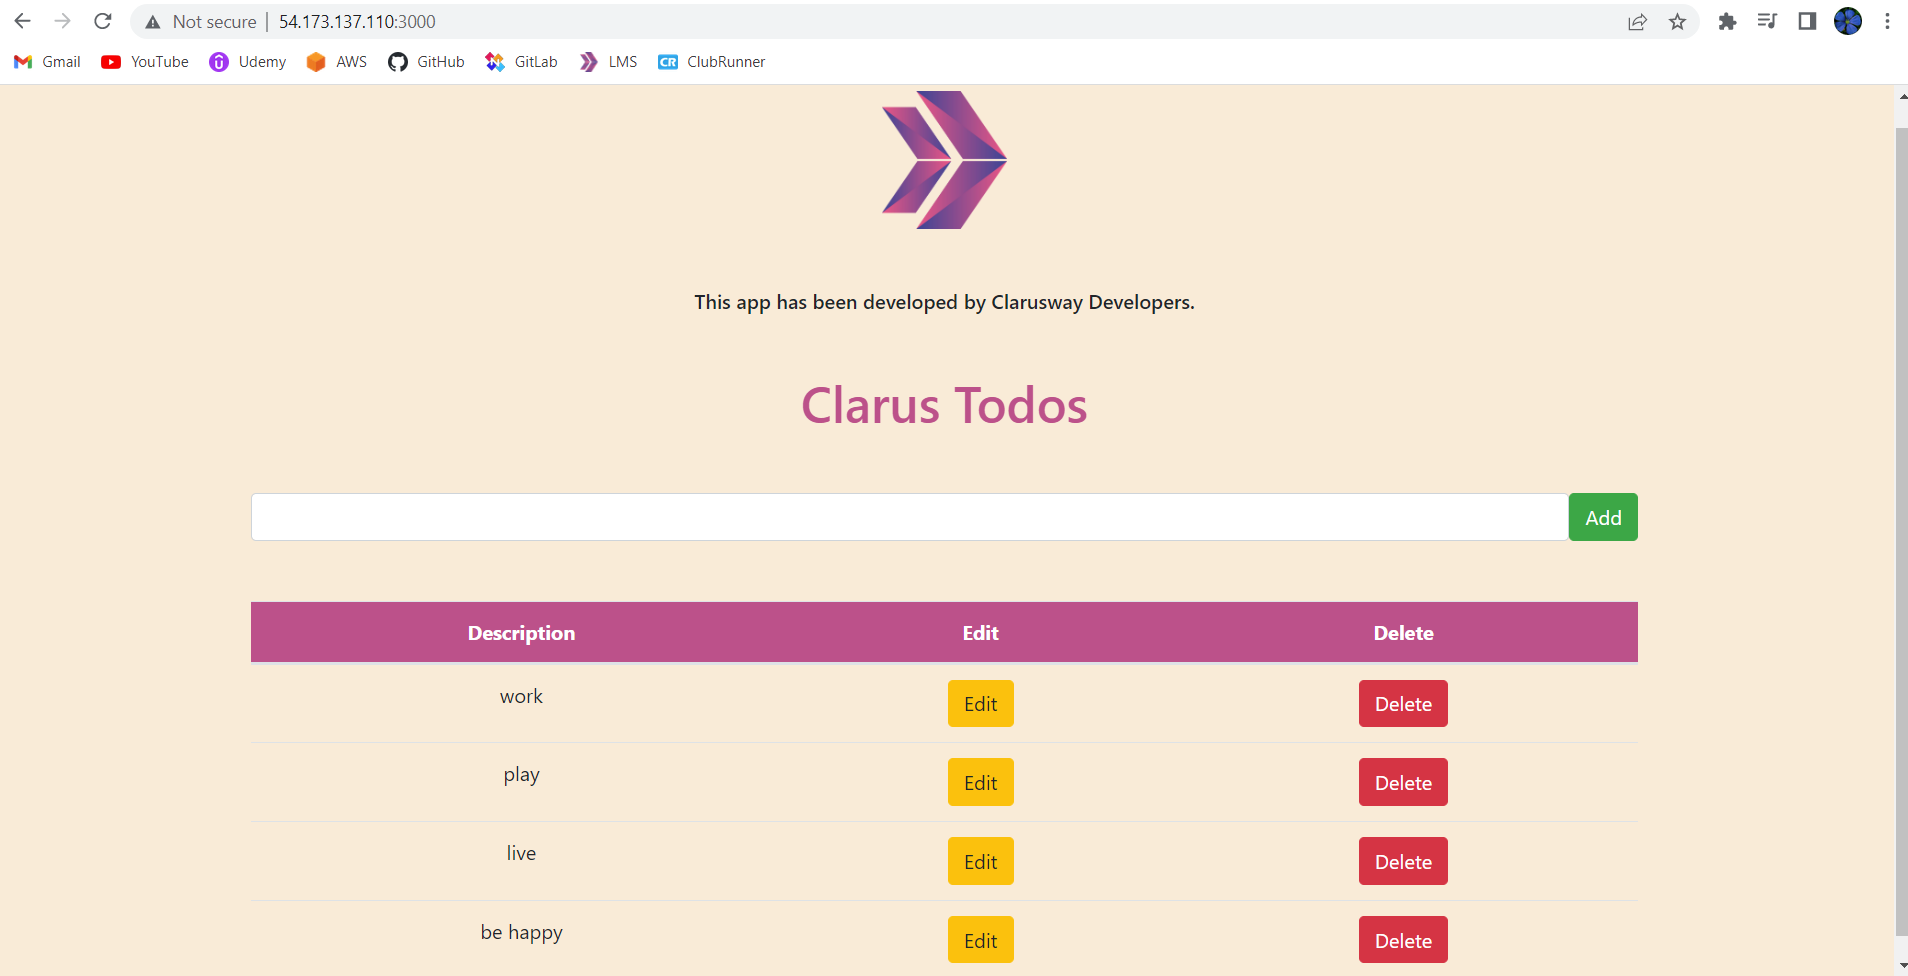 Not secure | 54.173.137.110:3000
Gmail YouTube Udemy AWS GitHub GitLab LMS CR ClubRunner
This app has been developed by Clarusway Developers.
Clarus Todos
Add
Description Edit Delete
work Edit Delete
play Edit Delete
live Edit Delete
be happy Edit Delete